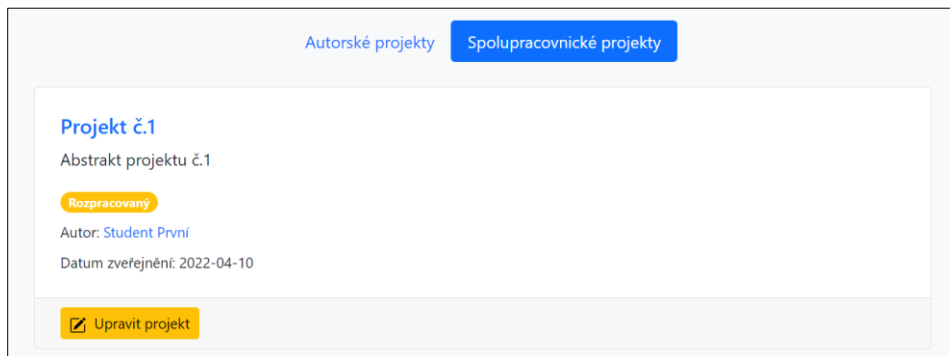 Autorské projekty Spolupracovnické projekty
Projekt č.1
Abstrakt projektu č.1
Rozpracovaný
Autor: Student První
Datum zveřejnění: 2022-04-10
Upravit projekt